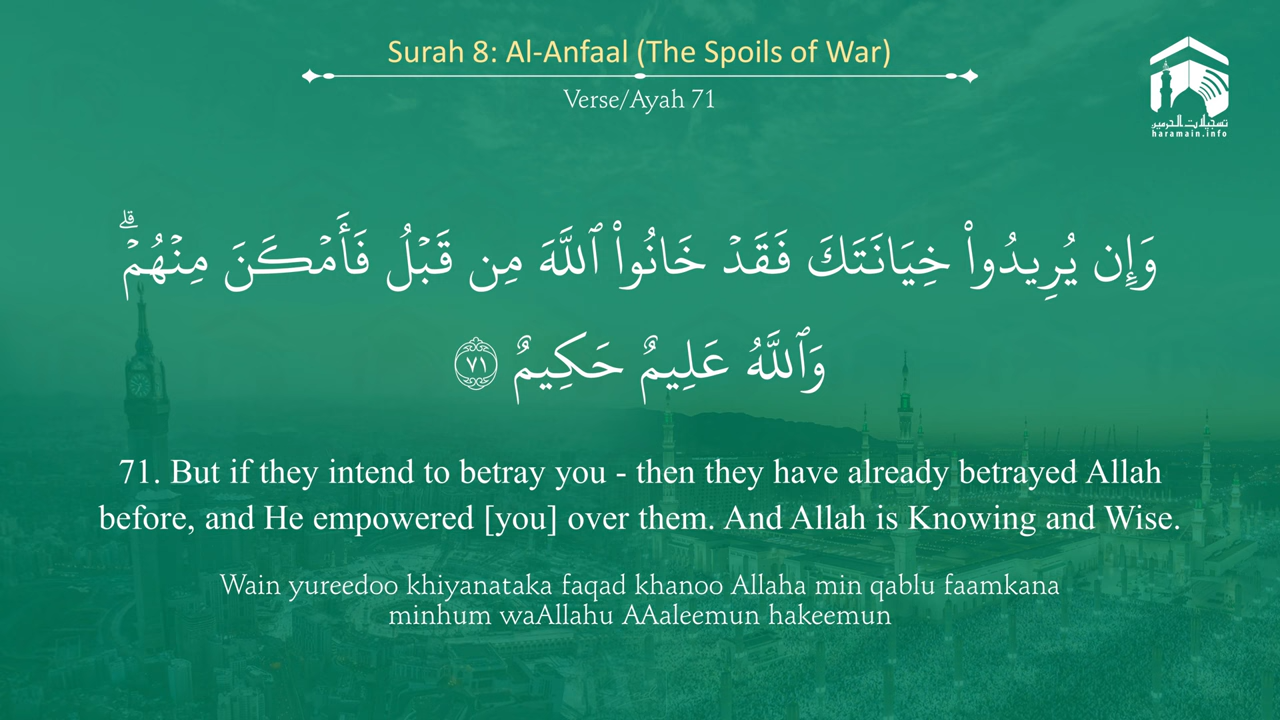 Surah 8: Al-Anfaal (The Spoils of War)
Verse/Ayah 71
تسجيلات الحرمين
haramain.info
وَإِن يُرِيدُوا۟ خِيَانَتَكَ فَقَدْ خَانُوا۟ ٱللَّهَ مِن قَبْلُ فَأَمْكَنَ مِنْهُمْ ۗ
وَٱللَّهُ عَلِيمٌ حَكِيمٌ ٧١
71. But if they intend to betray you - then they have already betrayed Allah
before, and He empowered [you] over them. And Allah is Knowing and Wise.
Wain yureedoo khiyanataka faqad khanoo Allaha min qablu faamkana
minhum waAllahu AAaleemun hakeemun